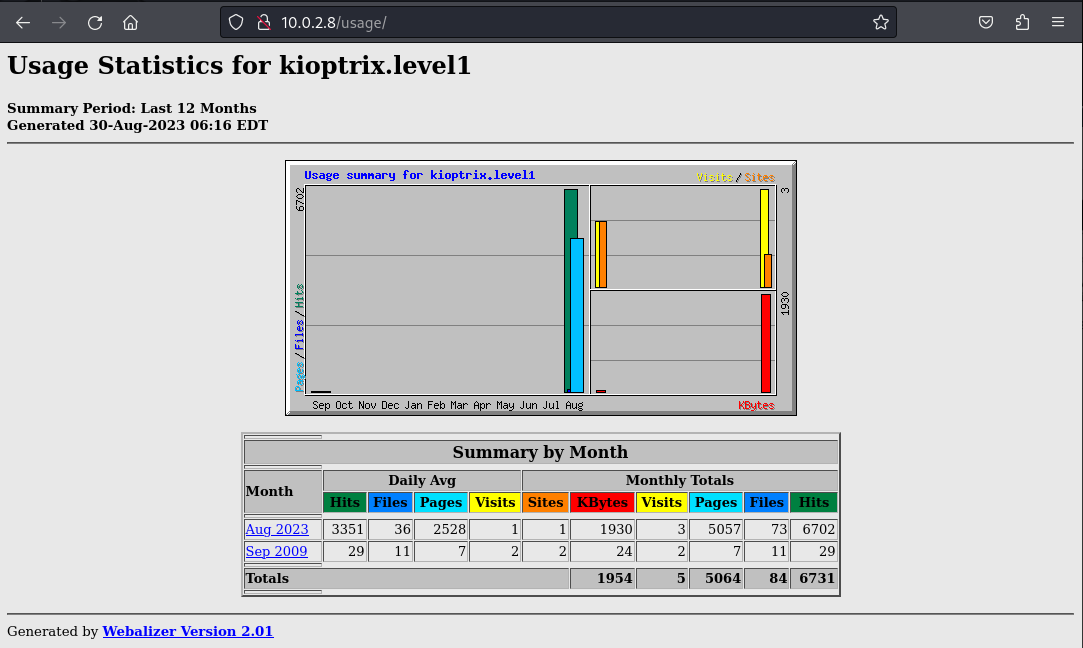 10.0.2.8/usage/
Usage Statistics for kioptrix.level1
Summary Period: Last 12 Months
Generated 30-Aug-2023 06:16 EDT
Usage summary for kioptrix.level1
Visits / Sites
6702
3
Pages / Files / Hits
1930
Sep Oct Nov Dec Jan Feb Mar Apr May Jun Jul Aug
KBytes
Summary by Month
Month Daily Avg Monthly Totals
Hits Files Pages Visits Sites KBytes Visits Pages Files Hits
Aug 2023 3351 36 2528 1 1 1930 3 5057 73 6702
Sep 2009 29 11 7 2 2 24 2 7 11 29
Totals 1954 5 5064 84 6731
Generated by Webalizer Version 2.01